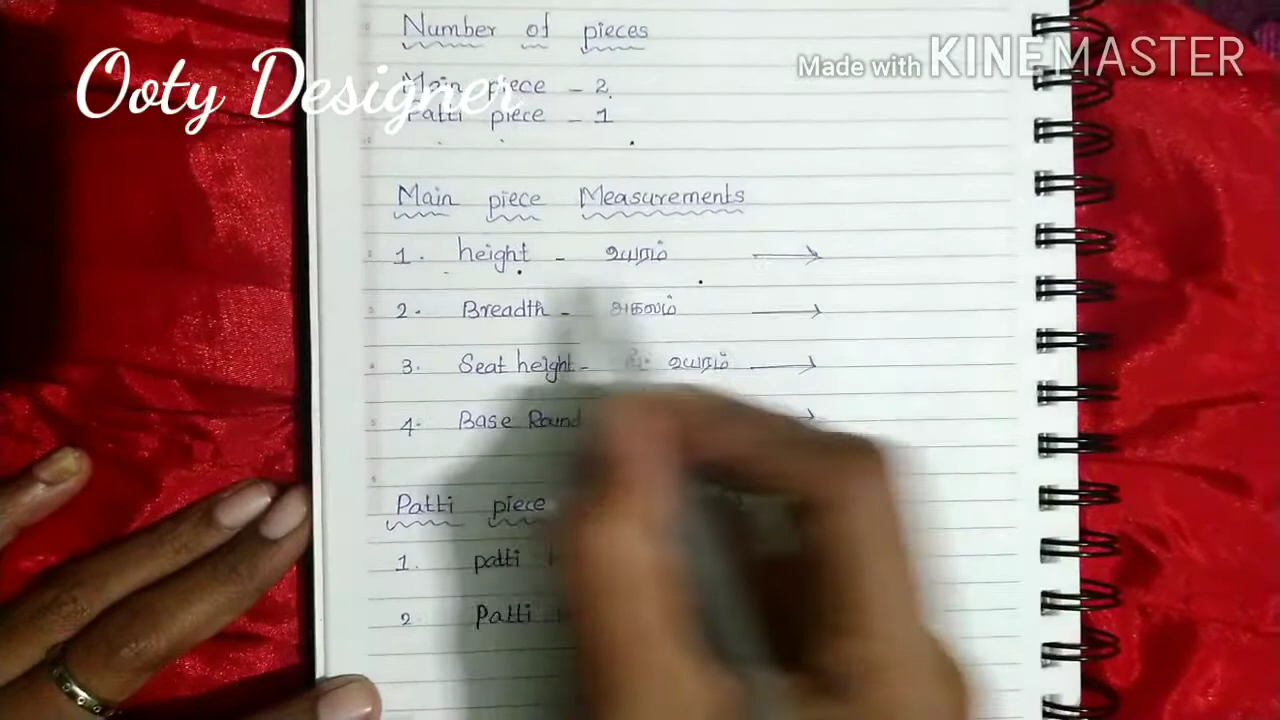 Number of pieces
Ooty Designer
Made with KINEMASTER
Main piece - 2
Patti piece - 1
Main piece Measurements
1. height - உயரம் →
2. Breadth - அகலம் →
3. Seat height - உயரம் →
4. Base Round →
Patti piece
1. patti
2 Patti